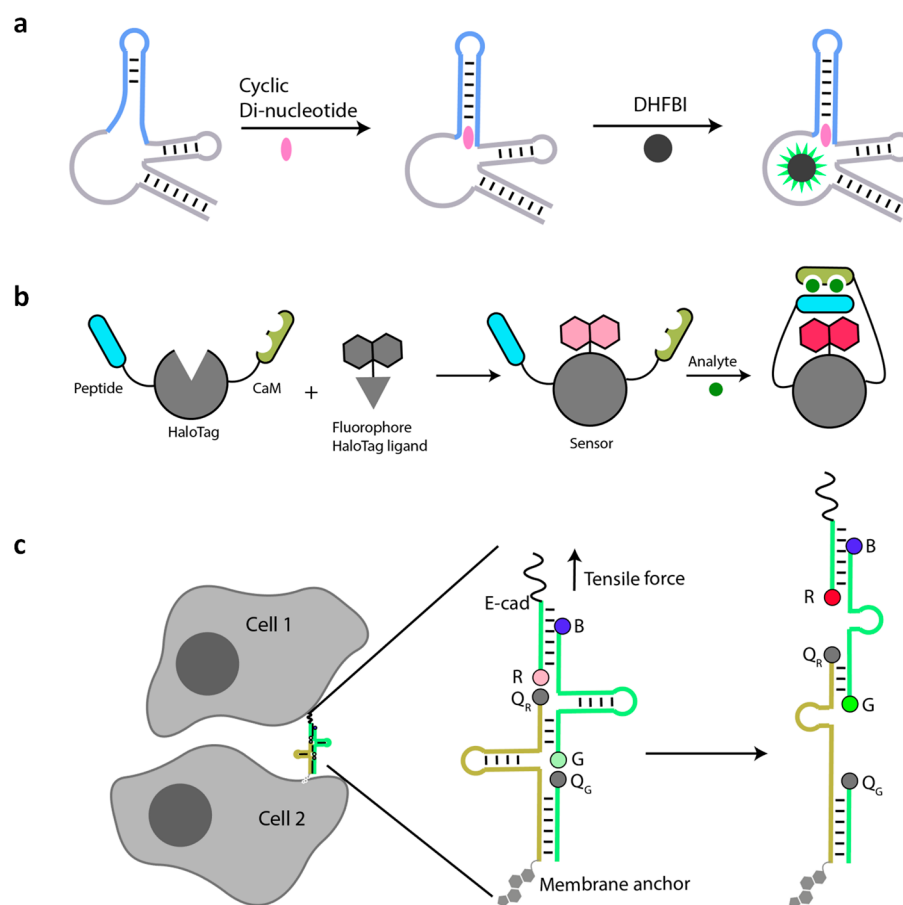 a
Cyclic
Di-nucleotide
DHFBI
b
Peptide
HaloTag
CaM
+
Fluorophore
HaloTag ligand
Sensor
Analyte
c
Cell 1
Cell 2
E-cad
Tensile force
B
R
Q_R
G
Q_G
Membrane anchor
B
R
Q_R
G
Q_G